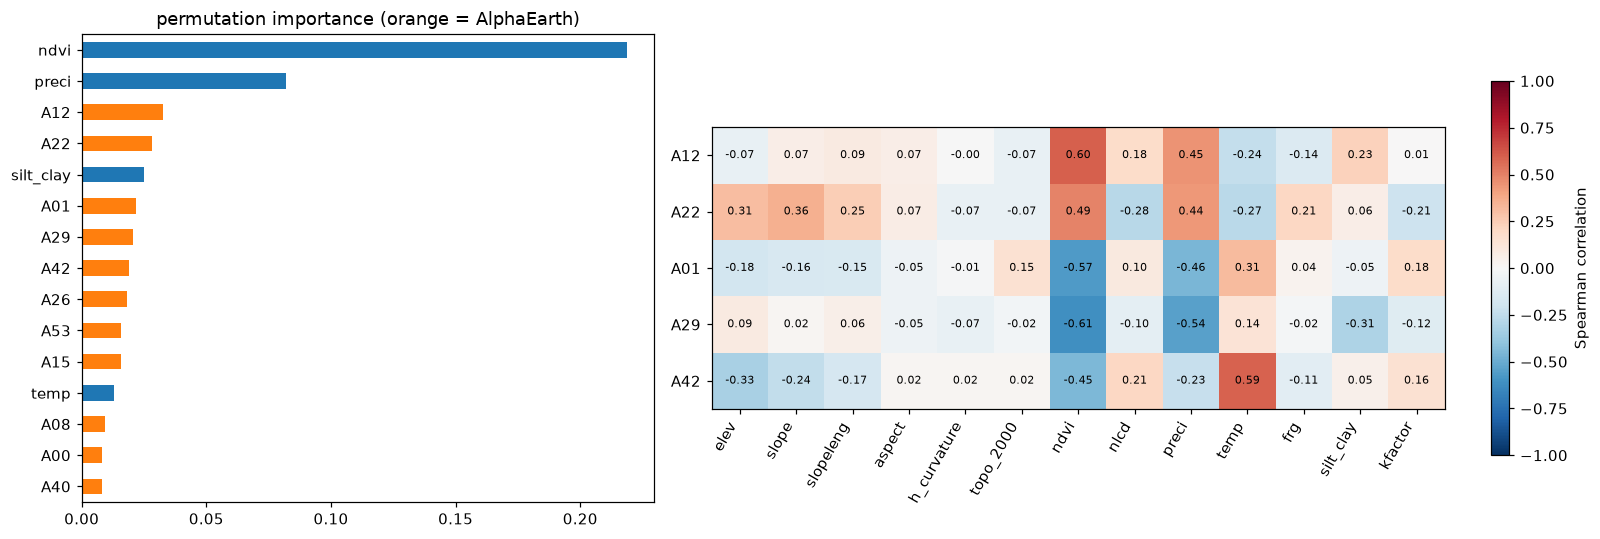 permutation importance (orange = AlphaEarth)
ndvi
preci
A12
A22
silt_clay
A01
A29
A42
A26
A53
A15
temp
A08
A00
A40
0.00 0.05 0.10 0.15 0.20
A12 -0.07 0.07 0.09 0.07 -0.00 -0.07 0.60 0.18 0.45 -0.24 -0.14 0.23 0.01
A22 0.31 0.36 0.25 0.07 -0.07 -0.07 0.49 -0.28 0.44 -0.27 0.21 0.06 -0.21
A01 -0.18 -0.16 -0.15 -0.05 -0.01 0.15 -0.57 0.10 -0.46 0.31 0.04 -0.05 0.18
A29 0.09 0.02 0.06 -0.05 -0.07 -0.02 -0.61 -0.10 -0.54 0.14 -0.02 -0.31 -0.12
A42 -0.33 -0.24 -0.17 0.02 0.02 0.02 -0.45 0.21 -0.23 0.59 -0.11 0.05 0.16
elev slope slopeleng aspect h_curvature topo_2000 ndvi nlcd preci temp frg silt_clay kfactor
1.00
0.75
0.50
0.25
0.00
−0.25
−0.50
−0.75
−1.00
Spearman correlation